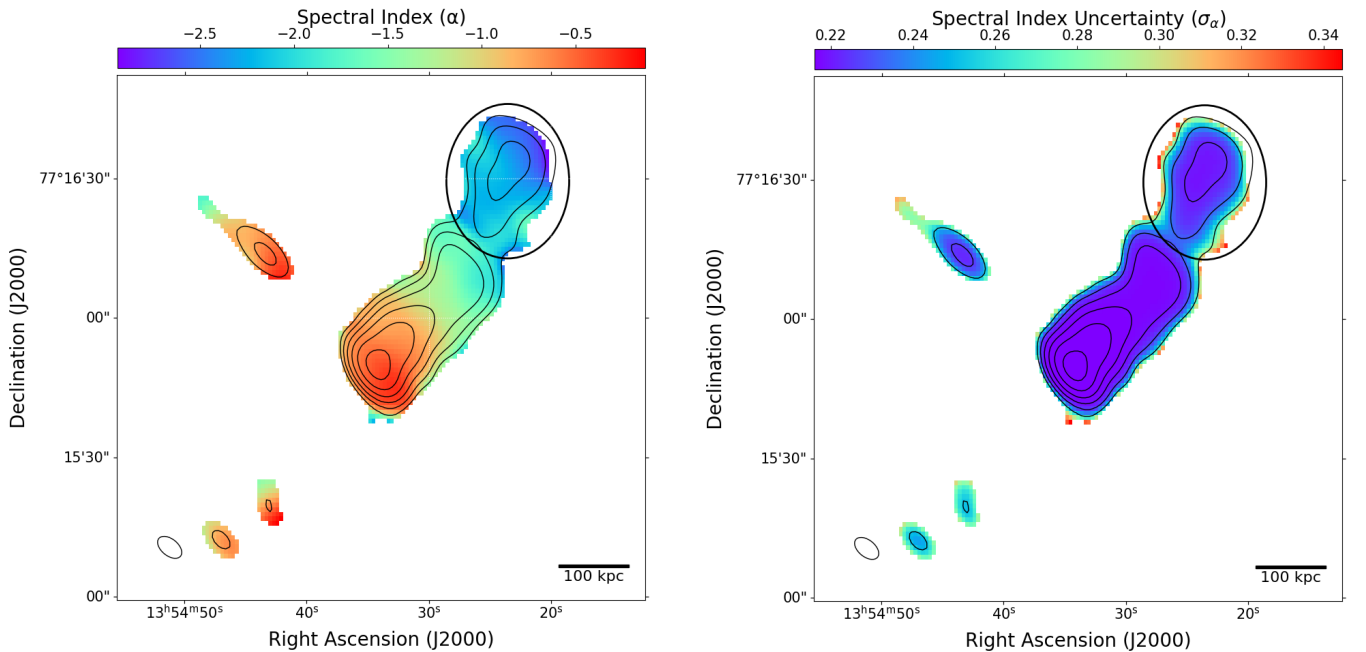 Spectral Index (α)
−2.5 −2.0 −1.5 −1.0 −0.5
77°16'30"
00"
15'30"
00"
Declination (J2000)
100 kpc
13ʰ54ᵐ50ˢ 40ˢ 30ˢ 20ˢ
Right Ascension (J2000)
Spectral Index Uncertainty (σα)
0.22 0.24 0.26 0.28 0.30 0.32 0.34
77°16'30"
00"
15'30"
00"
Declination (J2000)
100 kpc
13ʰ54ᵐ50ˢ 40ˢ 30ˢ 20ˢ
Right Ascension (J2000)